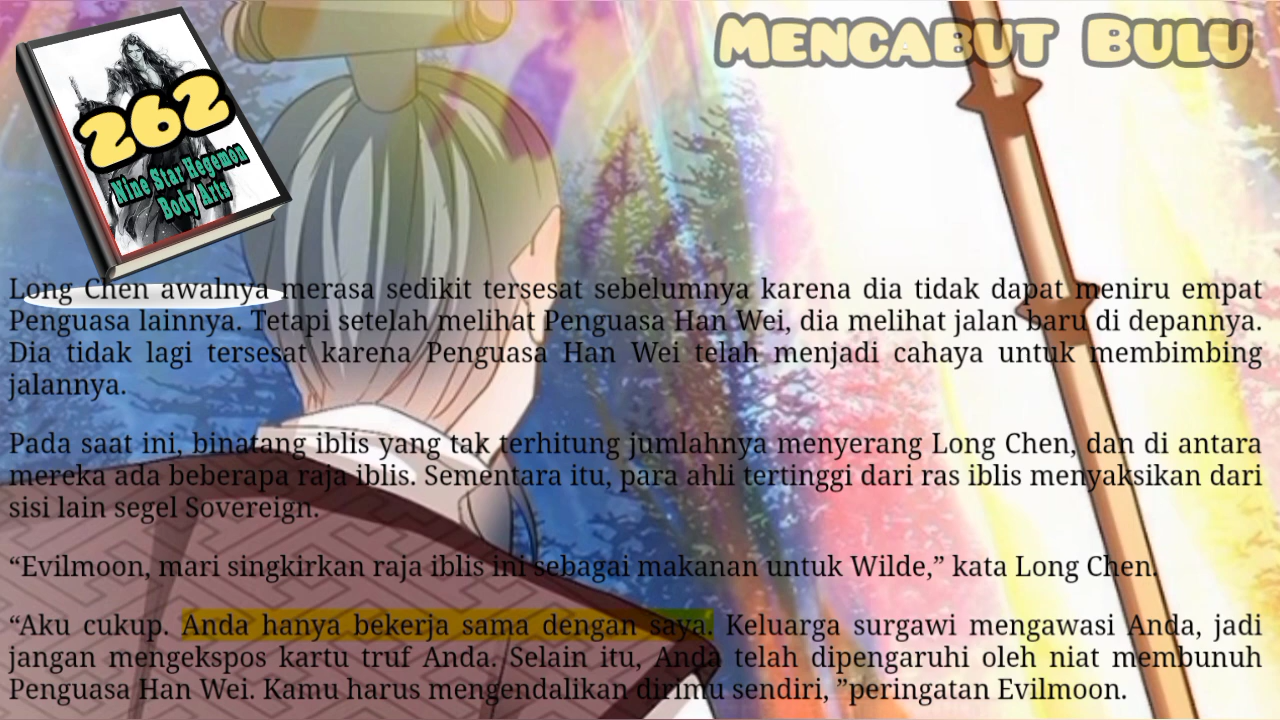 Mencabut Bulu
262
Nine Star Hegemon
Body Arts
Long Chen awalnya merasa sedikit tersesat sebelumnya karena dia tidak dapat meniru empat
Penguasa lainnya. Tetapi setelah melihat Penguasa Han Wei, dia melihat jalan baru di depannya.
Dia tidak lagi tersesat karena Penguasa Han Wei telah menjadi cahaya untuk membimbing
jalannya.
Pada saat ini, binatang iblis yang tak terhitung jumlahnya menyerang Long Chen, dan di antara
mereka ada beberapa raja iblis. Sementara itu, para ahli tertinggi dari ras iblis menyaksikan dari
sisi lain segel Sovereign.
“Evilmoon, mari singkirkan raja iblis ini sebagai makanan untuk Wilde,” kata Long Chen.
“Aku cukup. Anda hanya bekerja sama dengan saya. Keluarga surgawi mengawasi Anda, jadi
jangan mengekspos kartu truf Anda. Selain itu, Anda telah dipengaruhi oleh niat membunuh
Penguasa Han Wei. Kamu harus mengendalikan dirimu sendiri, ”peringatan Evilmoon.